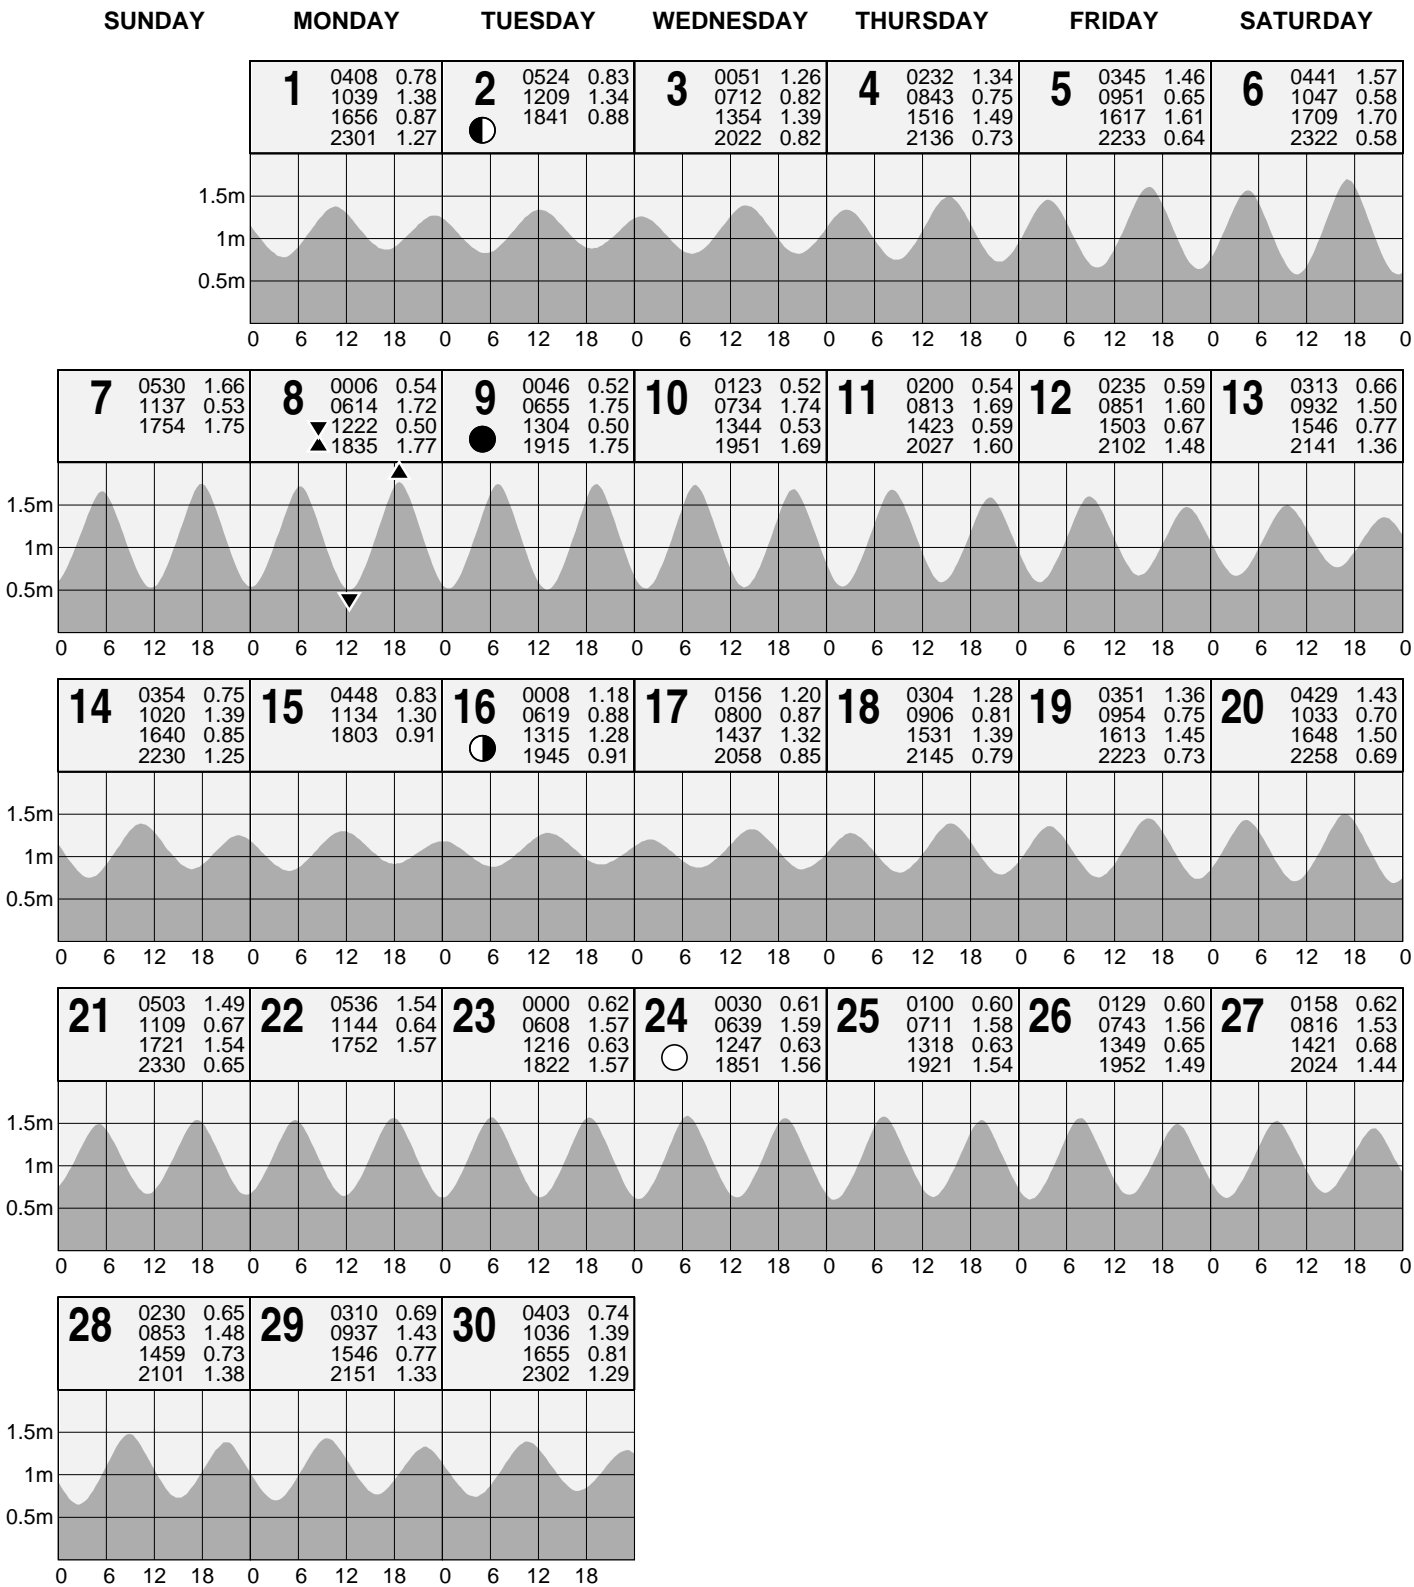 SUNDAY MONDAY TUESDAY WEDNESDAY THURSDAY FRIDAY SATURDAY
1 0408 0.78
1039 1.38
1656 0.87
2301 1.27
2 0524 0.83
1209 1.34
1841 0.88
3 0051 1.26
0712 0.82
1354 1.39
2022 0.82
4 0232 1.34
0843 0.75
1516 1.49
2136 0.73
5 0345 1.46
0951 0.65
1617 1.61
2233 0.64
6 0441 1.57
1047 0.58
1709 1.70
2322 0.58
1.5m
1m
0.5m
0 6 12 18 0 6 12 18 0 6 12 18 0 6 12 18 0 6 12 18 0 6 12 18 0
7 0530 1.66
1137 0.53
1754 1.75
8 0006 0.54
0614 1.72
1222 0.50
1835 1.77
9 0046 0.52
0655 1.75
1304 0.50
1915 1.75
10 0123 0.52
0734 1.74
1344 0.53
1951 1.69
11 0200 0.54
0813 1.69
1423 0.59
2027 1.60
12 0235 0.59
0851 1.60
1503 0.67
2102 1.48
13 0313 0.66
0932 1.50
1546 0.77
2141 1.36
1.5m
1m
0.5m
0 6 12 18 0 6 12 18 0 6 12 18 0 6 12 18 0 6 12 18 0 6 12 18 0 6 12 18 0
14 0354 0.75
1020 1.39
1640 0.85
2230 1.25
15 0448 0.83
1134 1.30
1803 0.91
16 0008 1.18
0619 0.88
1315 1.28
1945 0.91
17 0156 1.20
0800 0.87
1437 1.32
2058 0.85
18 0304 1.28
0906 0.81
1531 1.39
2145 0.79
19 0351 1.36
0954 0.75
1613 1.45
2223 0.73
20 0429 1.43
1033 0.70
1648 1.50
2258 0.69
1.5m
1m
0.5m
0 6 12 18 0 6 12 18 0 6 12 18 0 6 12 18 0 6 12 18 0 6 12 18 0 6 12 18 0
21 0503 1.49
1109 0.67
1721 1.54
2330 0.65
22 0536 1.54
1144 0.64
1752 1.57
23 0000 0.62
0608 1.57
1216 0.63
1822 1.57
24 0030 0.61
0639 1.59
1247 0.63
1851 1.56
25 0100 0.60
0711 1.58
1318 0.63
1921 1.54
26 0129 0.60
0743 1.56
1349 0.65
1952 1.49
27 0158 0.62
0816 1.53
1421 0.68
2024 1.44
1.5m
1m
0.5m
0 6 12 18 0 6 12 18 0 6 12 18 0 6 12 18 0 6 12 18 0 6 12 18 0 6 12 18 0
28 0230 0.65
0853 1.48
1459 0.73
2101 1.38
29 0310 0.69
0937 1.43
1546 0.77
2151 1.33
30 0403 0.74
1036 1.39
1655 0.81
2302 1.29
1.5m
1m
0.5m
0 6 12 18 0 6 12 18 0 6 12 18